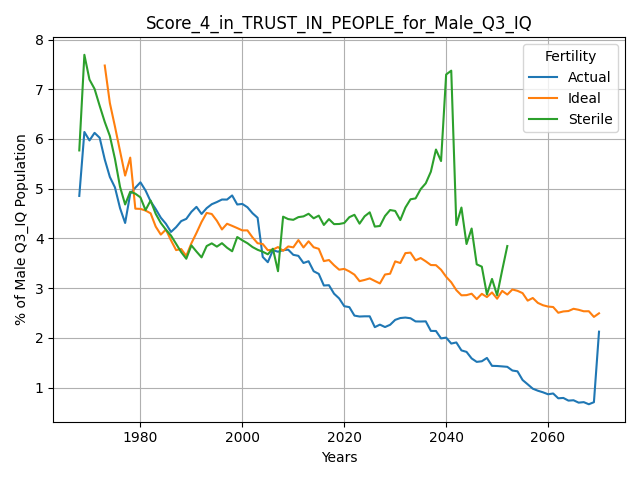 Score_4_in_TRUST_IN_PEOPLE_for_Male_Q3_IQ
Fertility
Actual
Ideal
Sterile
% of Male Q3_IQ Population
8
7
6
5
4
3
2
1
1980
2000
2020
2040
2060
Years